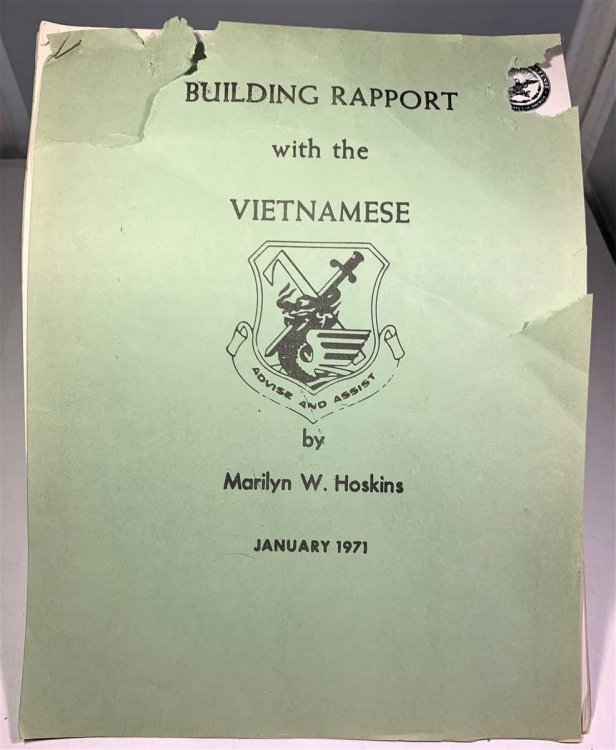 BUILDING RAPPORT
with the
VIETNAMESE
ADVISE AND ASSIST
by
Marilyn W. Hoskins
JANUARY 1971